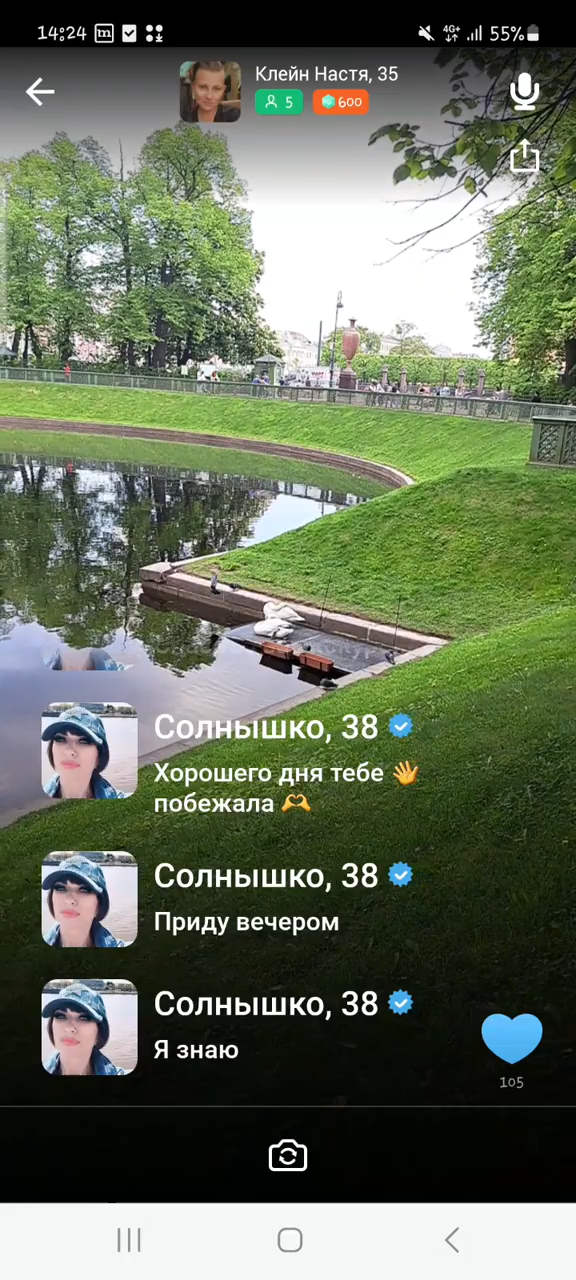 14:24
4G+
55%
Клейн Настя, 35
5
600
Солнышко, 38
Хорошего дня тебе 👋
побежала 🫶
Солнышко, 38
Приду вечером
Солнышко, 38
Я знаю
105